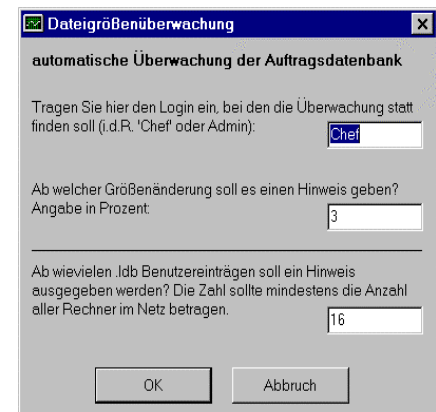 Dateigrößenüberwachung
automatische Überwachung der Auftragsdatenbank
Tragen Sie hier den Login ein, bei den die Überwachung statt
finden soll (i.d.R. 'Chef' oder Admin):
Chef
Ab welcher Größenänderung soll es einen Hinweis geben?
Angabe in Prozent:
3
Ab wievielen .ldb Benutzereinträgen soll ein Hinweis
ausgegeben werden? Die Zahl sollte mindestens die Anzahl
aller Rechner im Netz betragen.
16
OK
Abbruch